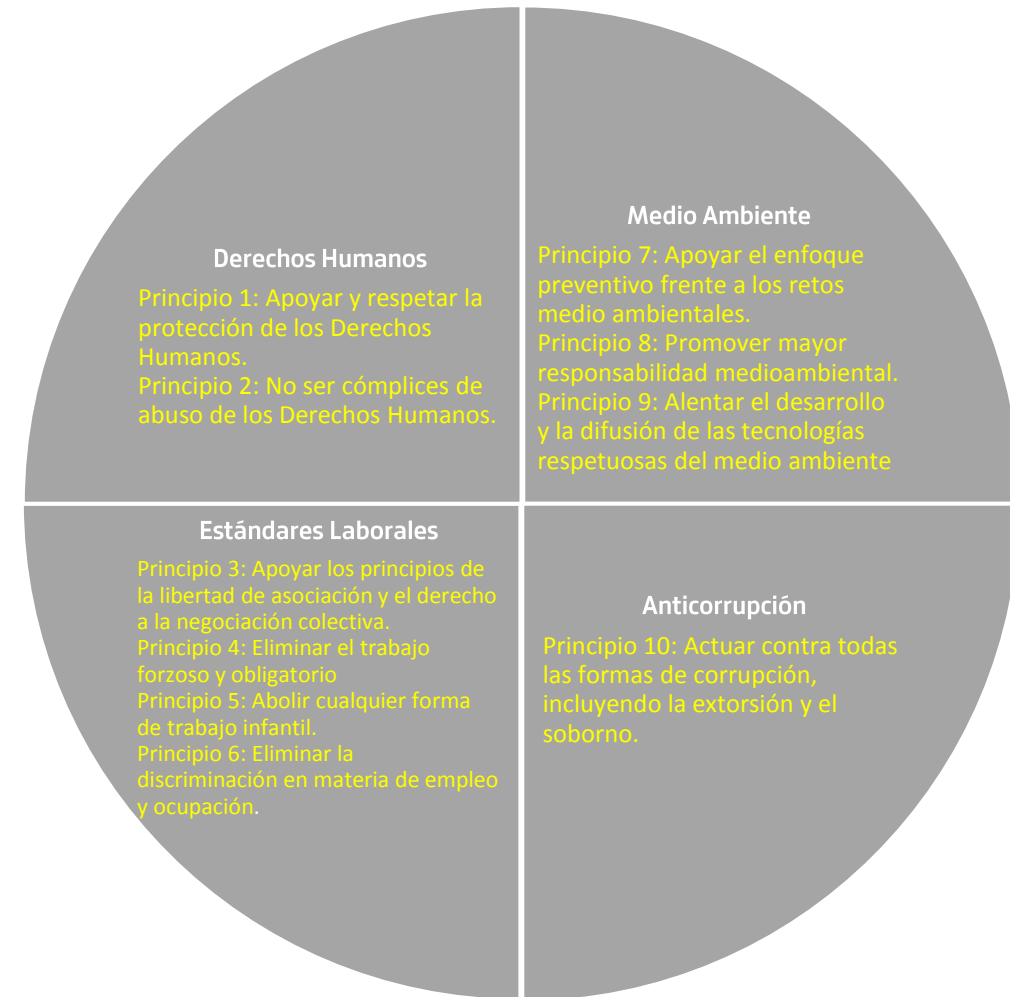 Derechos Humanos
Principio 1: Apoyar y respetar la
protección de los Derechos
Humanos.
Principio 2: No ser cómplices de
abuso de los Derechos Humanos.
Medio Ambiente
Principio 7: Apoyar el enfoque
preventivo frente a los retos
medio ambientales.
Principio 8: Promover mayor
responsabilidad medioambiental.
Principio 9: Alentar el desarrollo
y la difusión de las tecnologías
respetuosas del medio ambiente
Estándares Laborales
Principio 3: Apoyar los principios de
la libertad de asociación y el derecho
a la negociación colectiva.
Principio 4: Eliminar el trabajo
forzoso y obligatorio
Principio 5: Abolir cualquier forma
de trabajo infantil.
Principio 6: Eliminar la
discriminación en materia de empleo
y ocupación.
Anticorrupción
Principio 10: Actuar contra todas
las formas de corrupción,
incluyendo la extorsión y el
soborno.